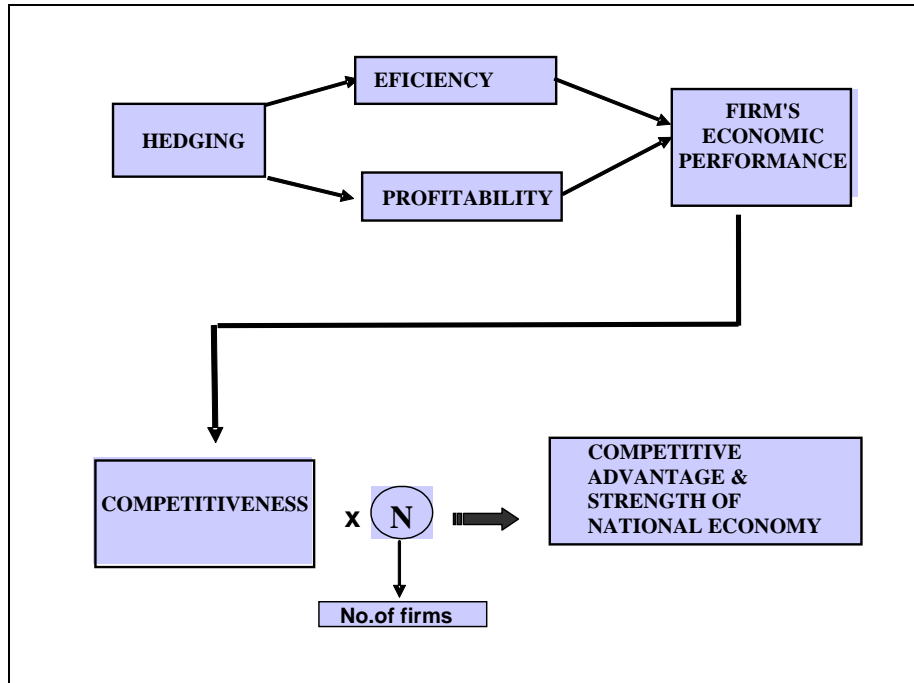 EFICIENCY
HEDGING
PROFITABILITY
FIRM'S
ECONOMIC
PERFORMANCE
COMPETITIVENESS
x
N
No.of firms
COMPETITIVE
ADVANTAGE &
STRENGTH OF
NATIONAL ECONOMY